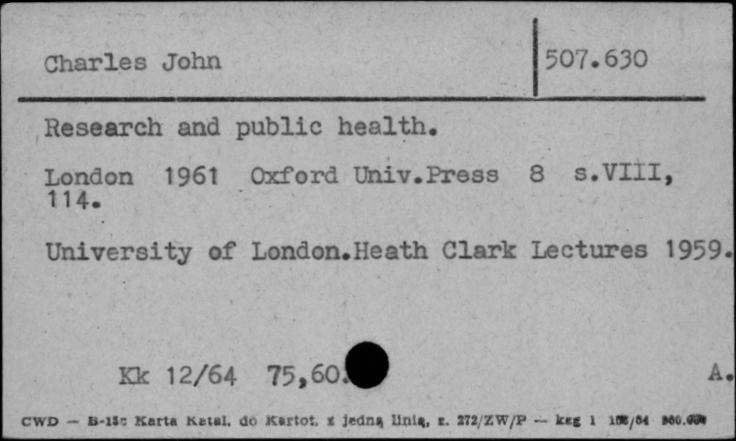 Charles John 507.630
Research and public health.
London 1961 Oxford Univ.Press 8 s.VIII,
114.
University of London.Heath Clark Lectures 1959.
Kk 12/64 75,60. A.
CWD — B-15c Karta Katal. do Kartot. z jedną linią, z. 272/ZW/P — kzg 1